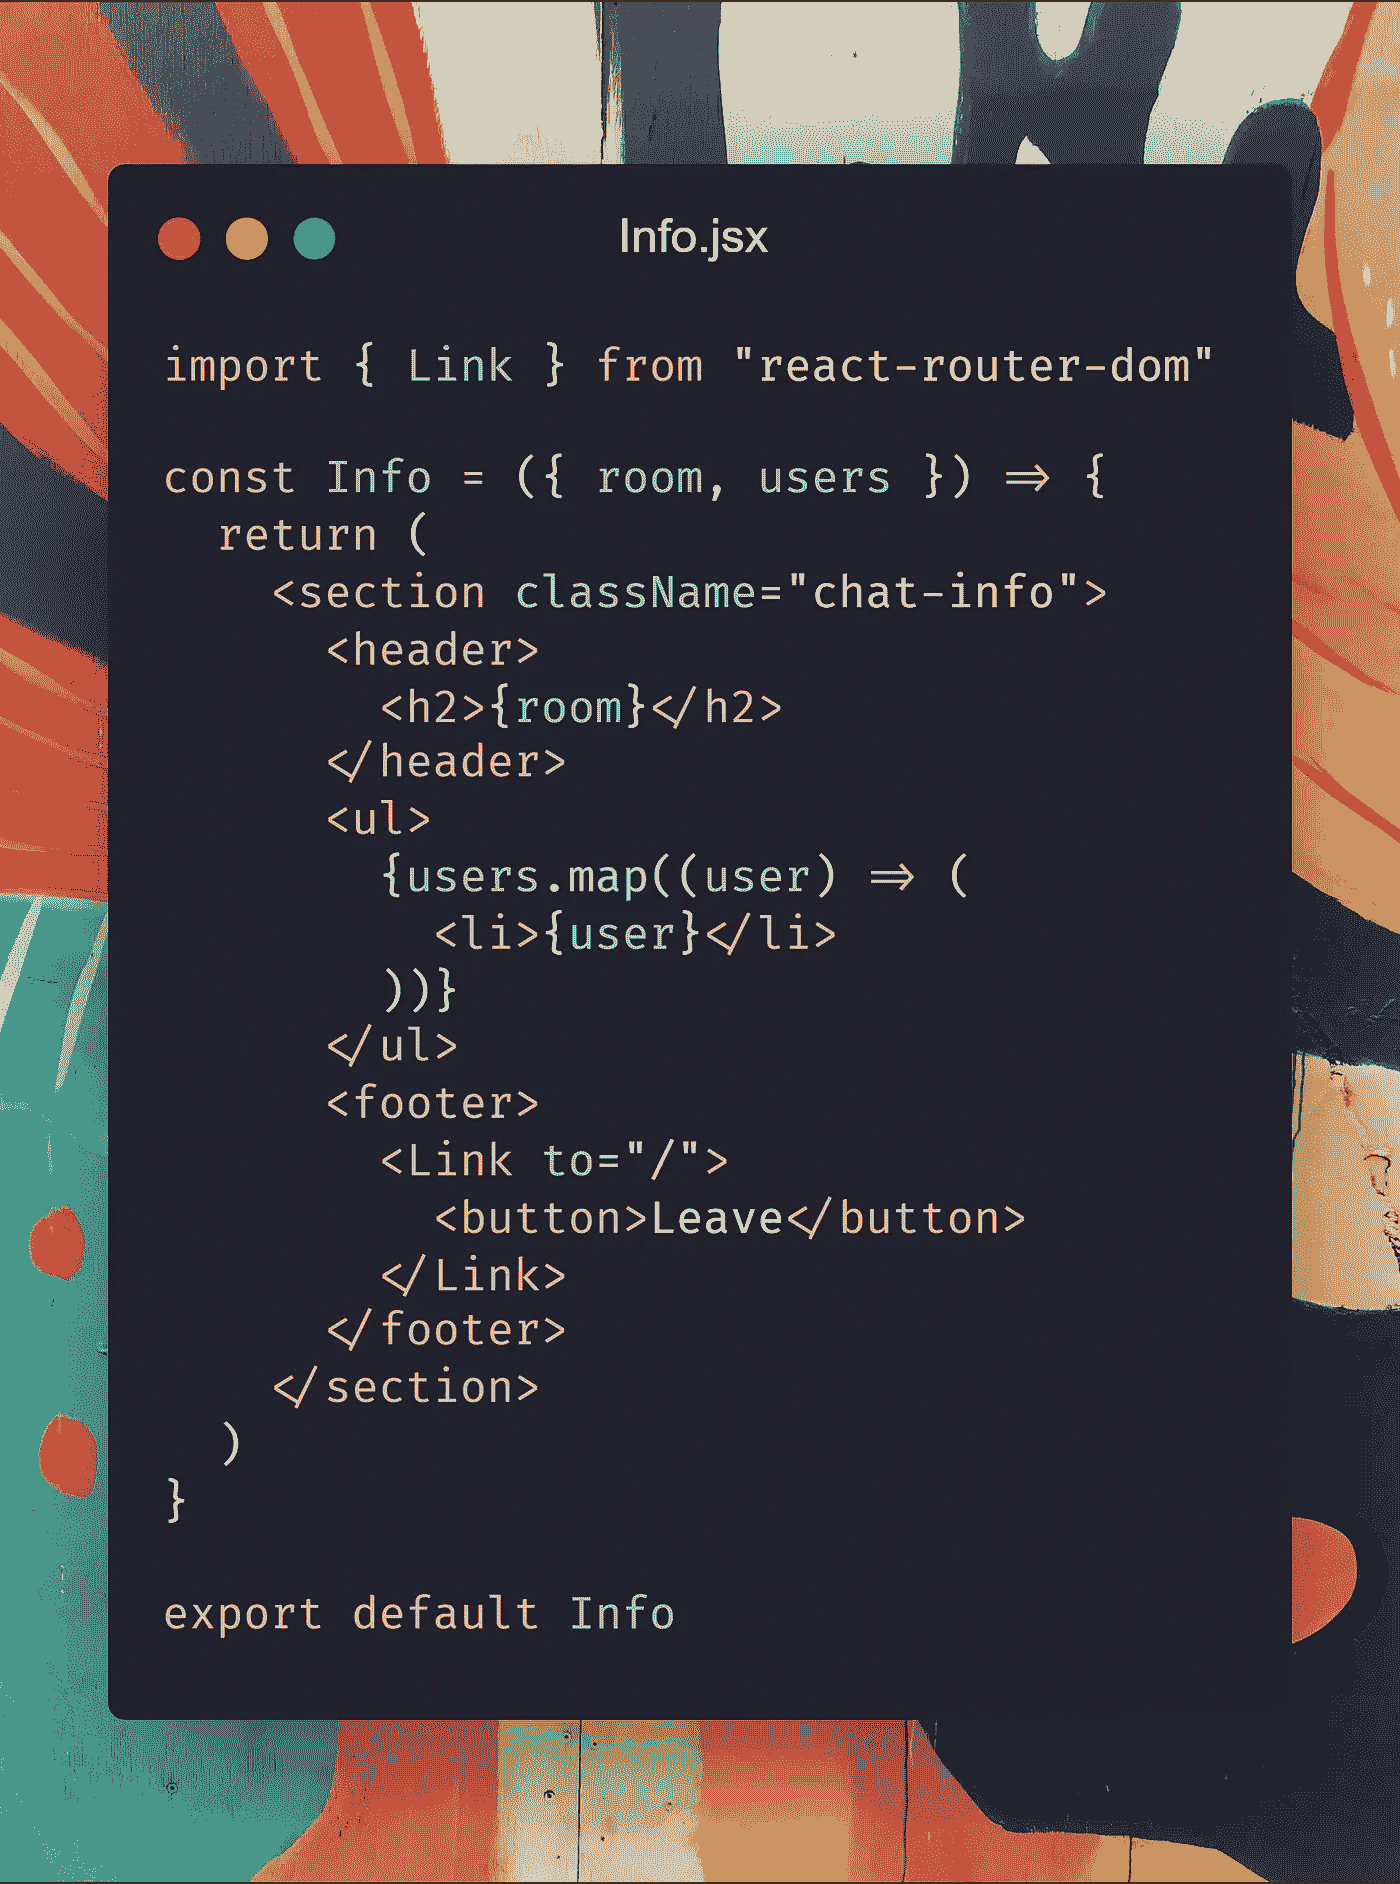 Info.jsx
import { Link } from "react-router-dom"
const Info = ({ room, users }) => {
  return (
    <section className="chat-info">
      <header>
        <h2>{room}</h2>
      </header>
      <ul>
        {users.map((user) => (
          <li>{user}</li>
        ))}
      </ul>
      <footer>
        <Link to="/">
          <button>Leave</button>
        </Link>
      </footer>
    </section>
  )
}
export default Info